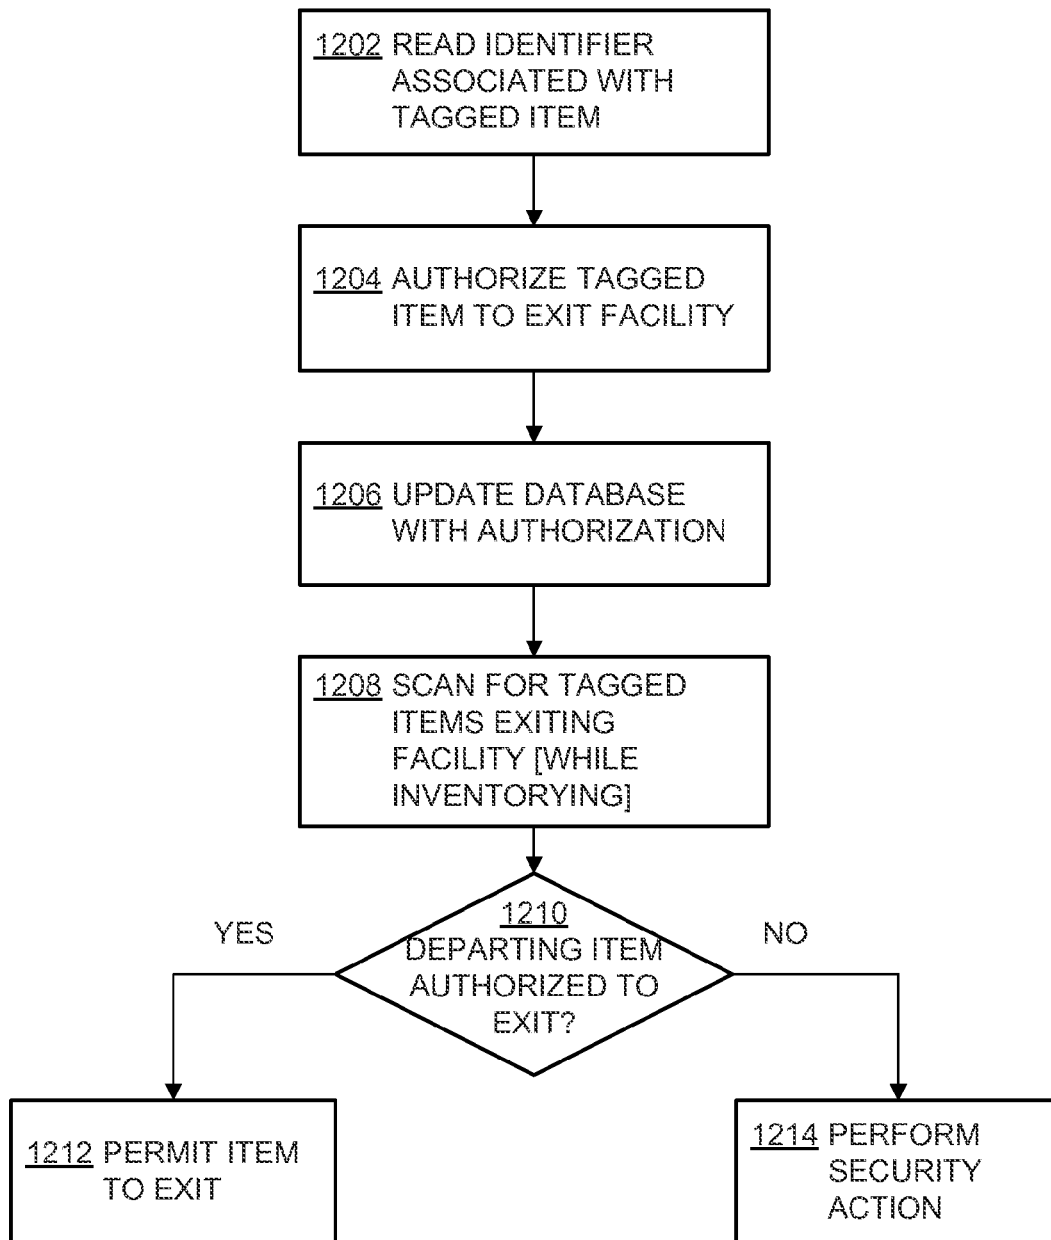 1202 READ IDENTIFIER
ASSOCIATED WITH
TAGGED ITEM
1204 AUTHORIZE TAGGED
ITEM TO EXIT FACILITY
1206 UPDATE DATABASE
WITH AUTHORIZATION
1208 SCAN FOR TAGGED
ITEMS EXITING
FACILITY [WHILE
INVENTORYING]
1210
DEPARTING ITEM
AUTHORIZED TO
EXIT?
YES
NO
1212 PERMIT ITEM
TO EXIT
1214 PERFORM
SECURITY
ACTION